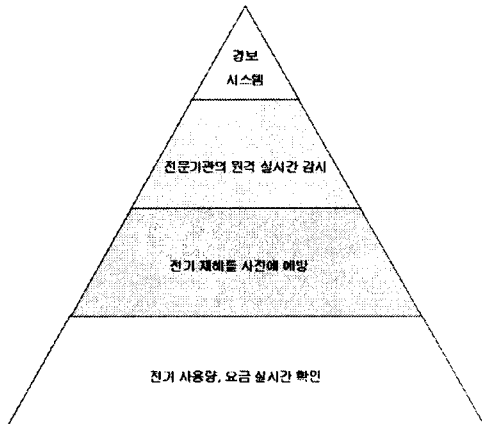 경보
시스템
전문기관의 원격 실시간 감시
전기 재해를 사전에 예방
전기 사용량, 요금 실시간 확인